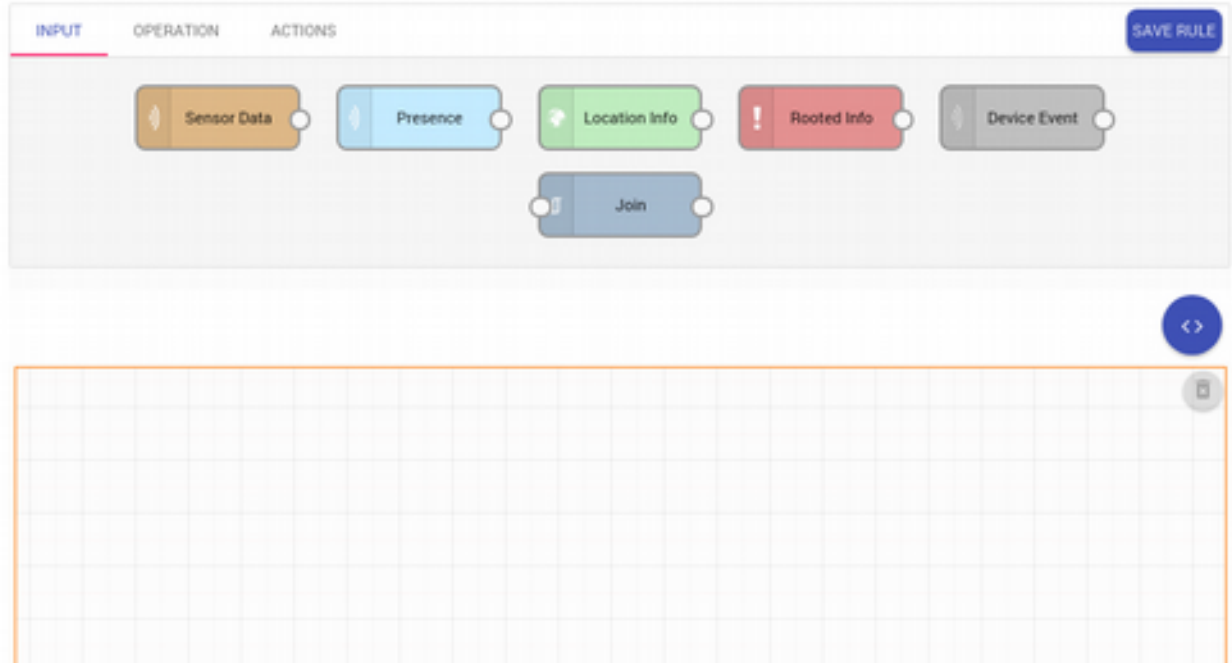 INPUT OPERATION ACTIONS SAVE RULE
Sensor Data Presence Location Info Rooted Info Device Event
Join